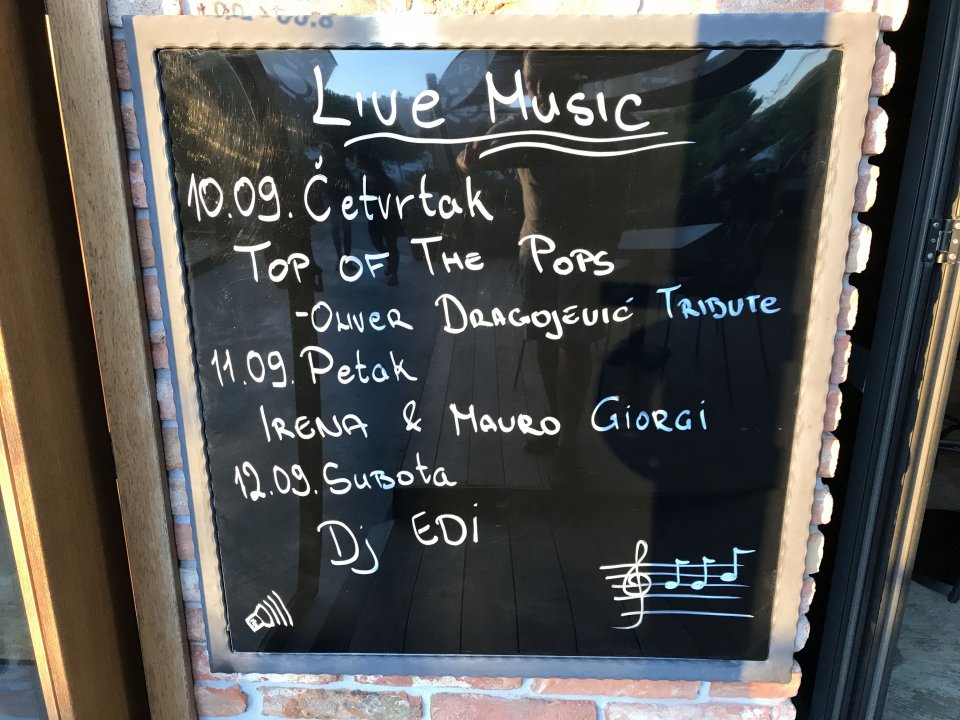 Live Music
10.09. Četvrtak
Top of The Pops
-Oliver Dragojević Tribute
11.09. Petak
Irena & Mauro Giorgi
12.09. Subota
Dj EDi